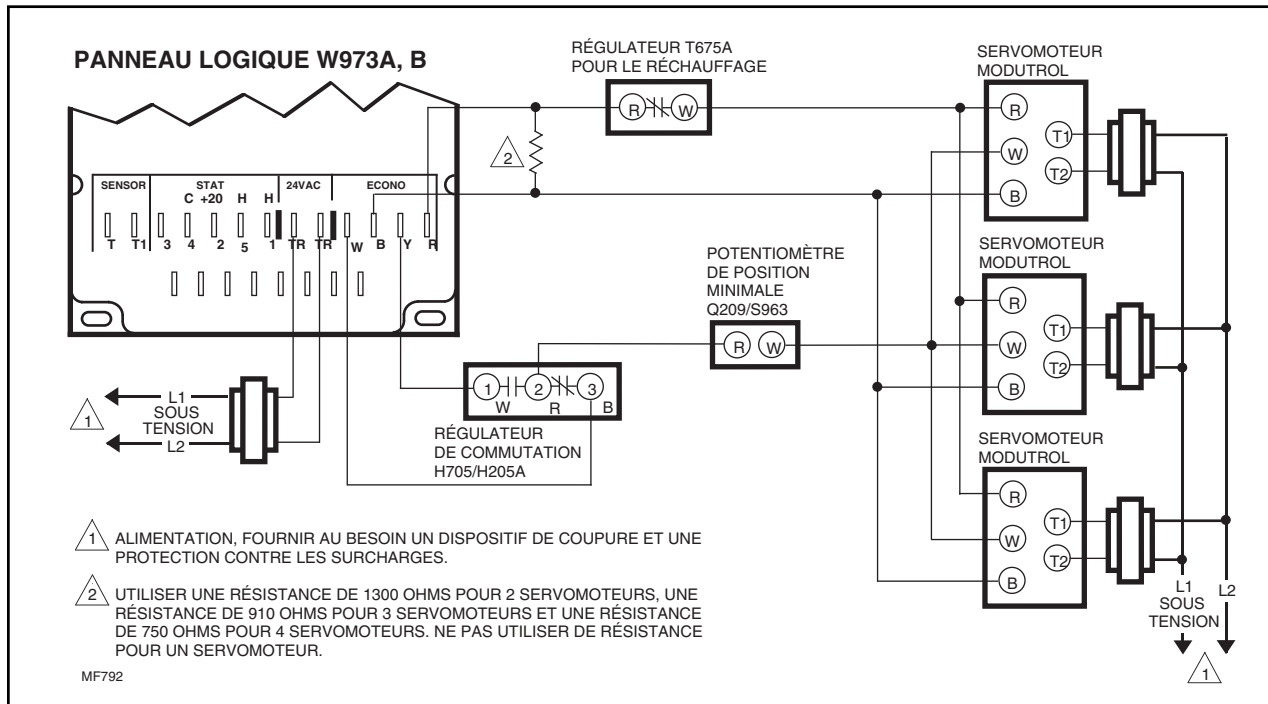 PANNEAU LOGIQUE W973A, B
RÉGULATEUR T675A
POUR LE RÉCHAUFFAGE
R W
2
SERVOMOTEUR
MODUTROL
R
W
B
T1
T2
SENSOR STAT 24VAC ECONO
C +20 H H
T T1 3 4 2 5 1 TR TR W B Y R
POTENTIOMÈTRE
DE POSITION
MINIMALE
Q209/S963
R W
SERVOMOTEUR
MODUTROL
R
W
B
T1
T2
1 2 3
W R B
RÉGULATEUR
DE COMMUTATION
H705/H205A
1
L1
SOUS
TENSION
L2
SERVOMOTEUR
MODUTROL
R
W
B
T1
T2
L1
SOUS
TENSION
L2
1
1 ALIMENTATION, FOURNIR AU BESOIN UN DISPOSITIF DE COUPURE ET UNE
PROTECTION CONTRE LES SURCHARGES.
2 UTILISER UNE RÉSISTANCE DE 1300 OHMS POUR 2 SERVOMOTEURS, UNE
RÉSISTANCE DE 910 OHMS POUR 3 SERVOMOTEURS ET UNE RÉSISTANCE
DE 750 OHMS POUR 4 SERVOMOTEURS. NE PAS UTILISER DE RÉSISTANCE
POUR UN SERVOMOTEUR.
MF792